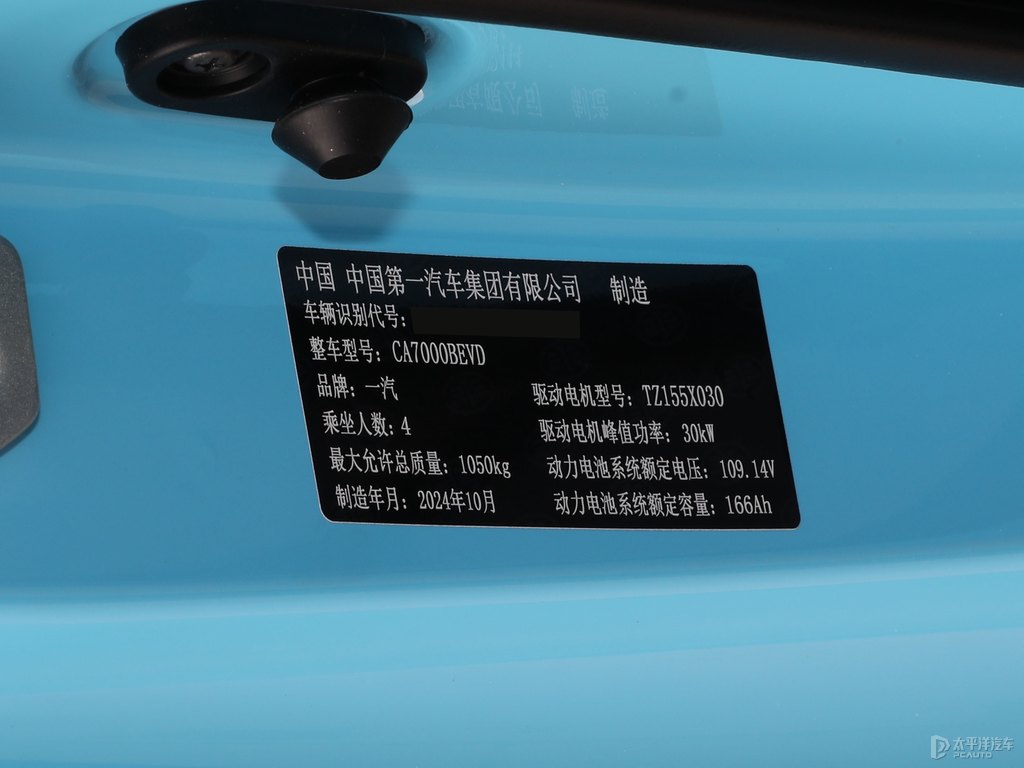 中国 中国第一汽车集团有限公司 制造
车辆识别代号：
整车型号：CA7000BEVD
品牌：一汽 驱动电机型号：TZ155X030
乘坐人数：4 驱动电机峰值功率：30kW
最大允许总质量：1050kg 动力电池系统额定电压：109.14V
制造年月：2024年10月 动力电池系统额定容量：166Ah
太平洋汽车
PCAUTO